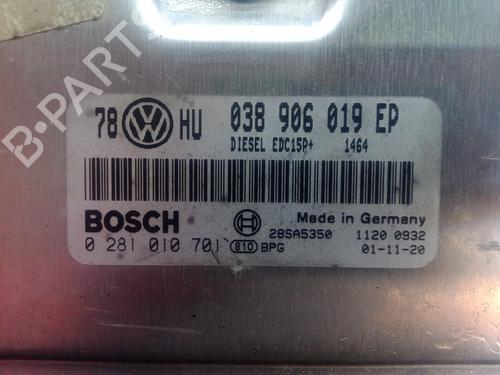 B-PARTS
78 HU 038 906 019 EP
DIESEL EDC15P+ 1464
BOSCH
Made in Germany
28SA5350 1120 0932
0 281 010 701 810 BPG 01-11-20